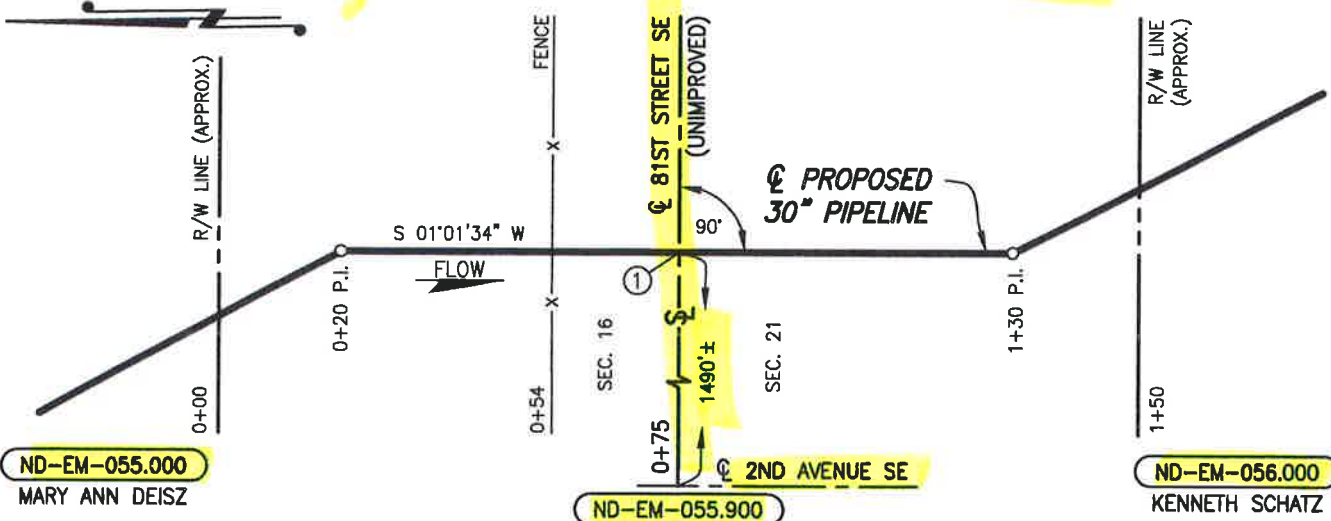 R/W LINE (APPROX.)
FENCE
X
X
℄ 81ST STREET SE
(UNIMPROVED)
R/W LINE
(APPROX.)
℄ PROPOSED
30" PIPELINE
90°
S 01°01'34" W
FLOW
1
0+20 P.I.
1+30 P.I.
SEC. 16
1490'±
SEC. 21
0+00
0+54
0+75
1+50
℄ 2ND AVENUE SE
ND-EM-055.000
MARY ANN DEISZ
ND-EM-055.900
ND-EM-056.000
KENNETH SCHATZ